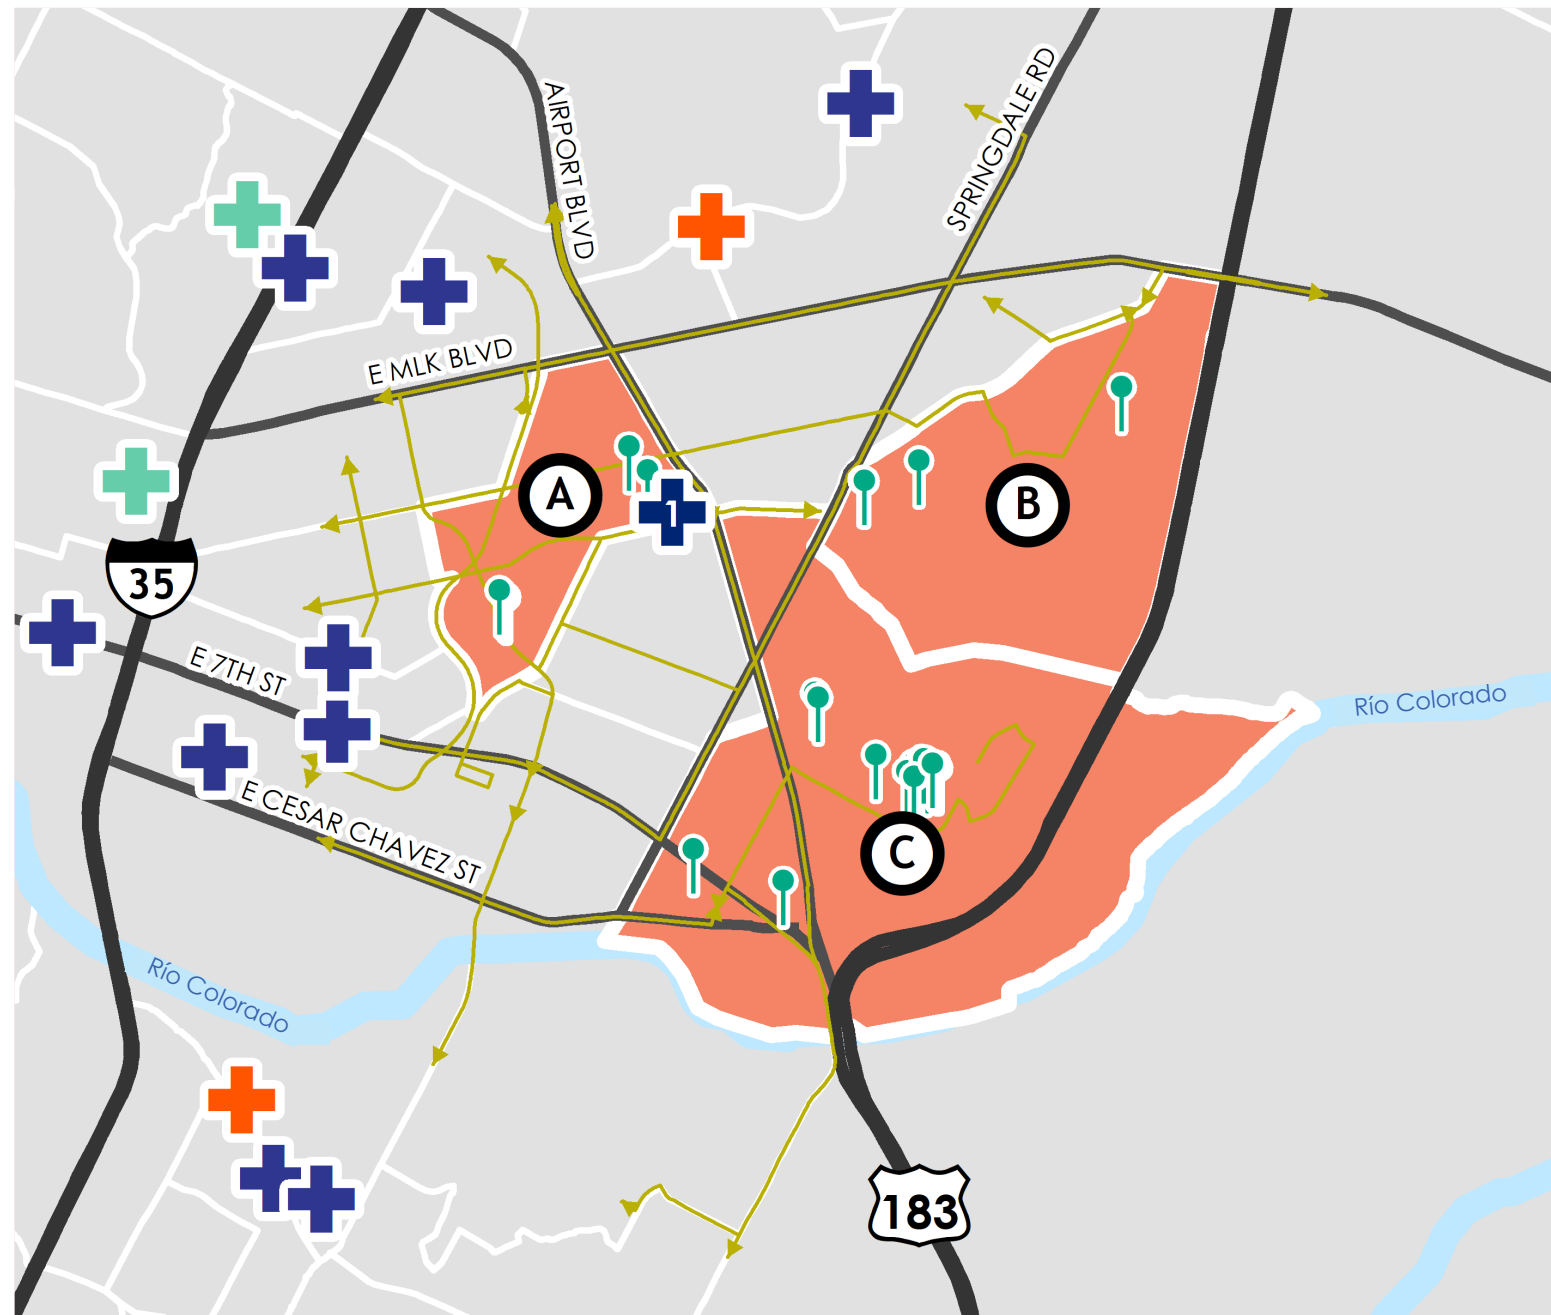 AIRPORT BLVD
SPRINGDALE RD
E MLK BLVD
A
1
B
35
E 7TH ST
Río Colorado
E CESAR CHAVEZ ST
C
Río Colorado
183